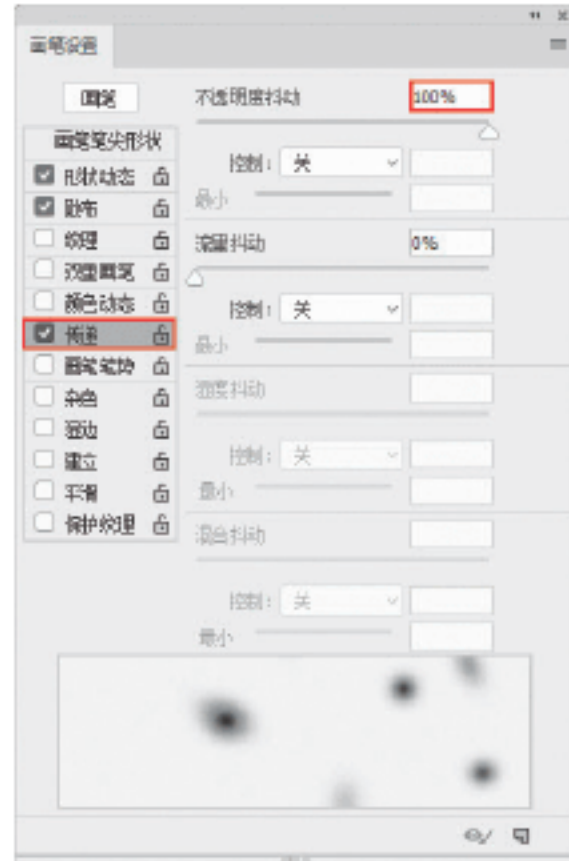 画笔设置
画笔
不透明度抖动 100%
画笔笔尖形状
控制： 关
形状动态
最小
散布
纹理
流量抖动 0%
双重画笔
颜色动态
控制： 关
传递
最小
画笔笔势
杂色
湿度抖动
湿边
建立
控制： 关
平滑
最小
保护纹理
混合抖动
控制： 关
最小